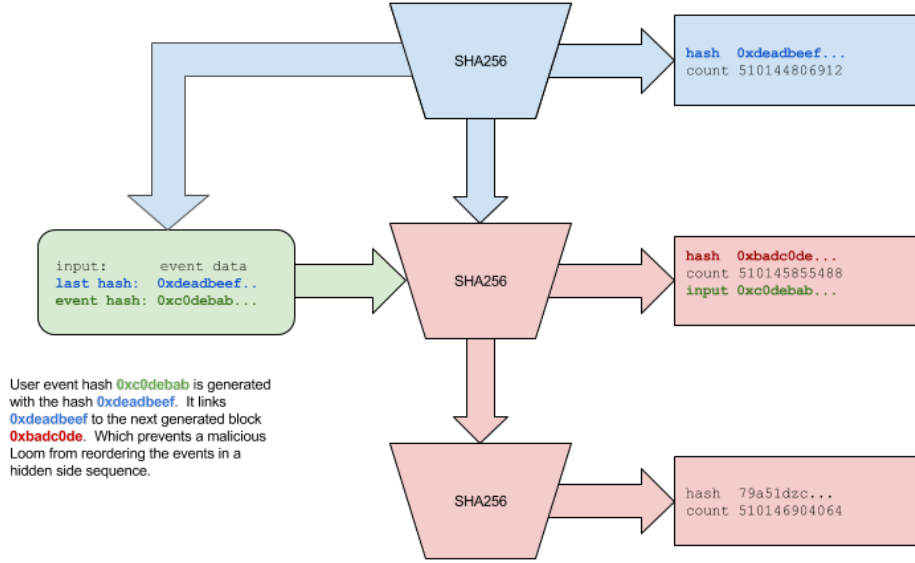 SHA256
hash 0xdeadbeef...
count 510144806912
input: event data
last hash: 0xdeadbeef..
event hash: 0xc0debab...
SHA256
hash 0xbadc0de...
count 510145855488
input 0xc0debab...
User event hash 0xc0debab is generated
with the hash 0xdeadbeef. It links
0xdeadbeef to the next generated block
0xbadc0de. Which prevents a malicious
Loom from reordering the events in a
hidden side sequence.
SHA256
hash 79a51dzc...
count 510146904064